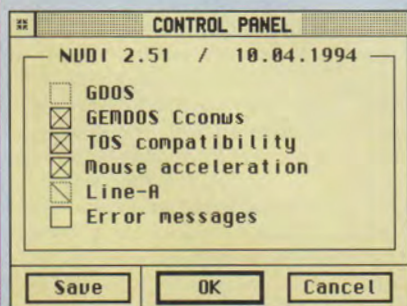 CONTROL PANEL
NVDI 2.51 / 10.04.1994
GDOS
GEMDOS Cconws
TOS compatibility
Mouse acceleration
Line-A
Error messages
Save OK Cancel